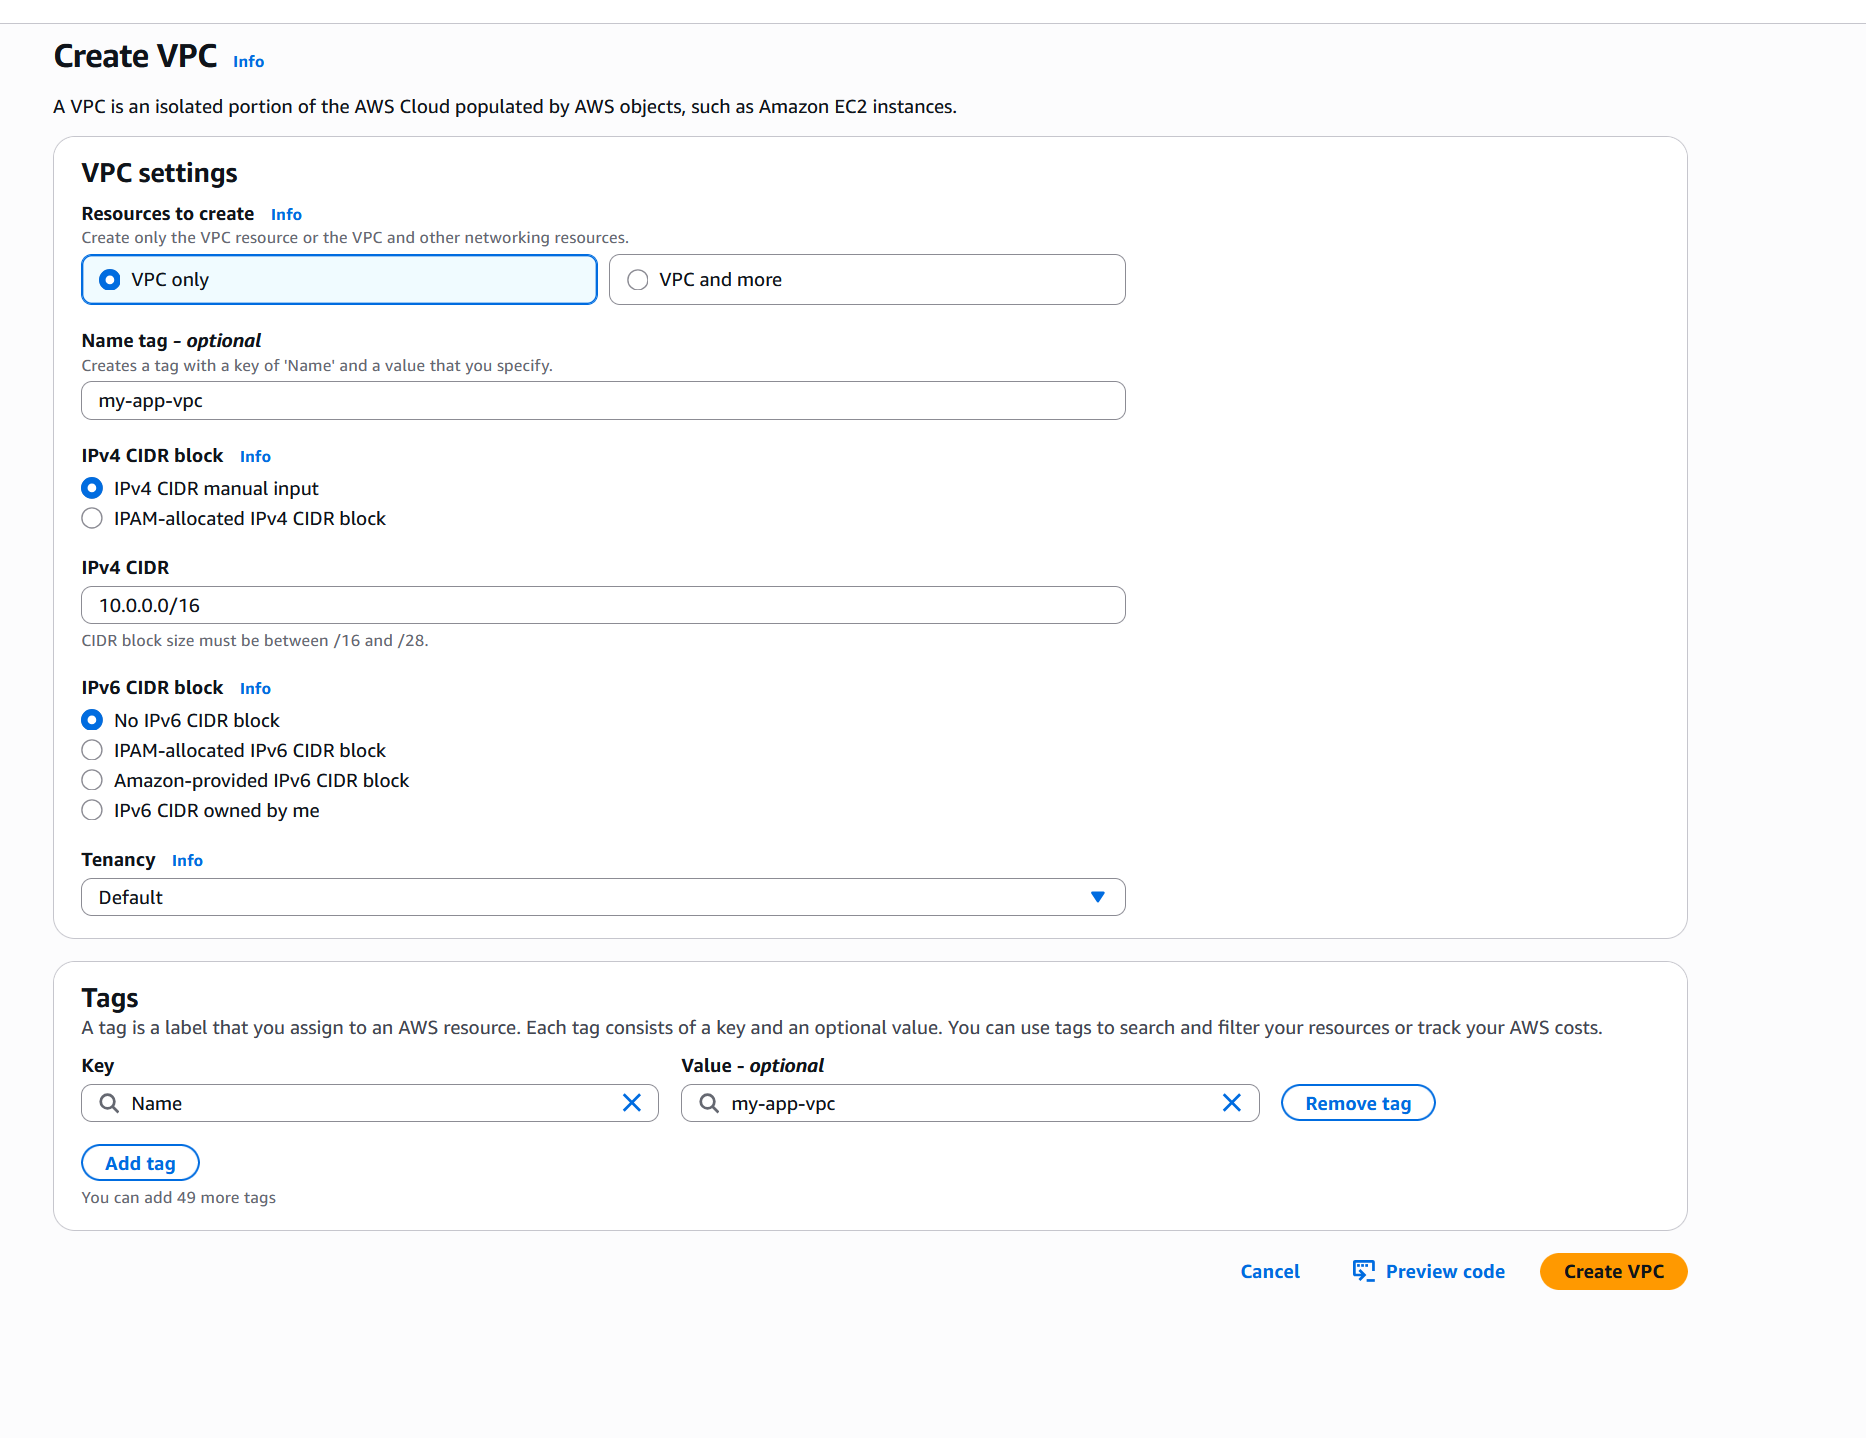 Create VPC Info
A VPC is an isolated portion of the AWS Cloud populated by AWS objects, such as Amazon EC2 instances.
VPC settings
Resources to create Info
Create only the VPC resource or the VPC and other networking resources.
VPC only VPC and more
Name tag - optional
Creates a tag with a key of 'Name' and a value that you specify.
my-app-vpc
IPv4 CIDR block Info
IPv4 CIDR manual input
IPAM-allocated IPv4 CIDR block
IPv4 CIDR
10.0.0.0/16
CIDR block size must be between /16 and /28.
IPv6 CIDR block Info
No IPv6 CIDR block
IPAM-allocated IPv6 CIDR block
Amazon-provided IPv6 CIDR block
IPv6 CIDR owned by me
Tenancy Info
Default
Tags
A tag is a label that you assign to an AWS resource. Each tag consists of a key and an optional value. You can use tags to search and filter your resources or track your AWS costs.
Key Value - optional
Name my-app-vpc Remove tag
Add tag
You can add 49 more tags
Cancel Preview code Create VPC